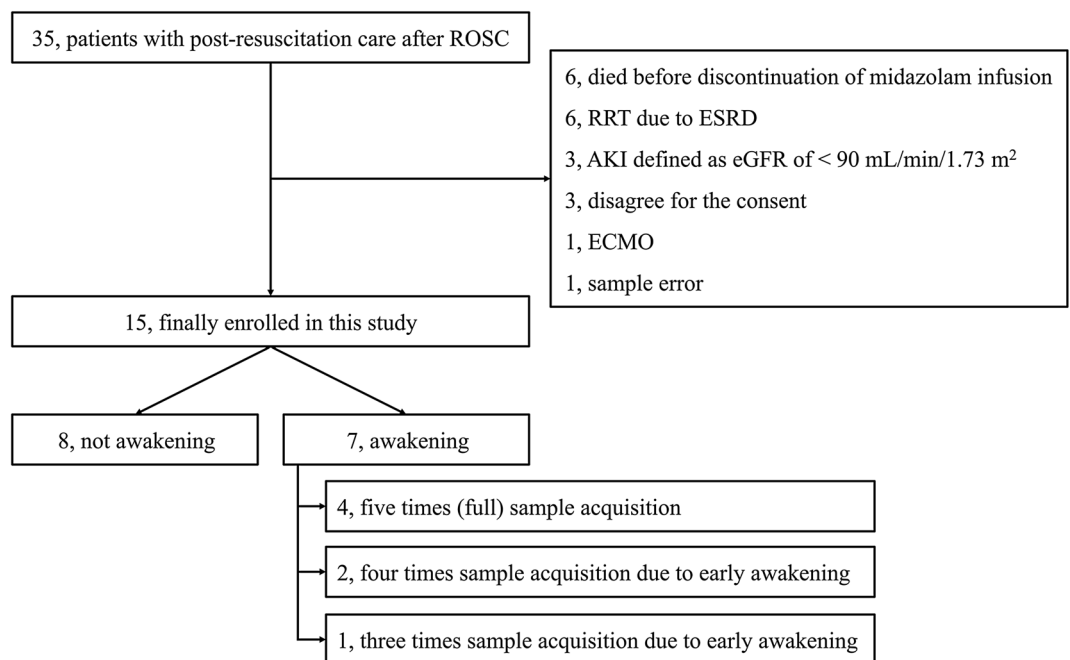 35, patients with post-resuscitation care after ROSC
6, died before discontinuation of midazolam infusion
6, RRT due to ESRD
3, AKI defined as eGFR of < 90 mL/min/1.73 m²
3, disagree for the consent
1, ECMO
1, sample error
15, finally enrolled in this study
8, not awakening
7, awakening
4, five times (full) sample acquisition
2, four times sample acquisition due to early awakening
1, three times sample acquisition due to early awakening